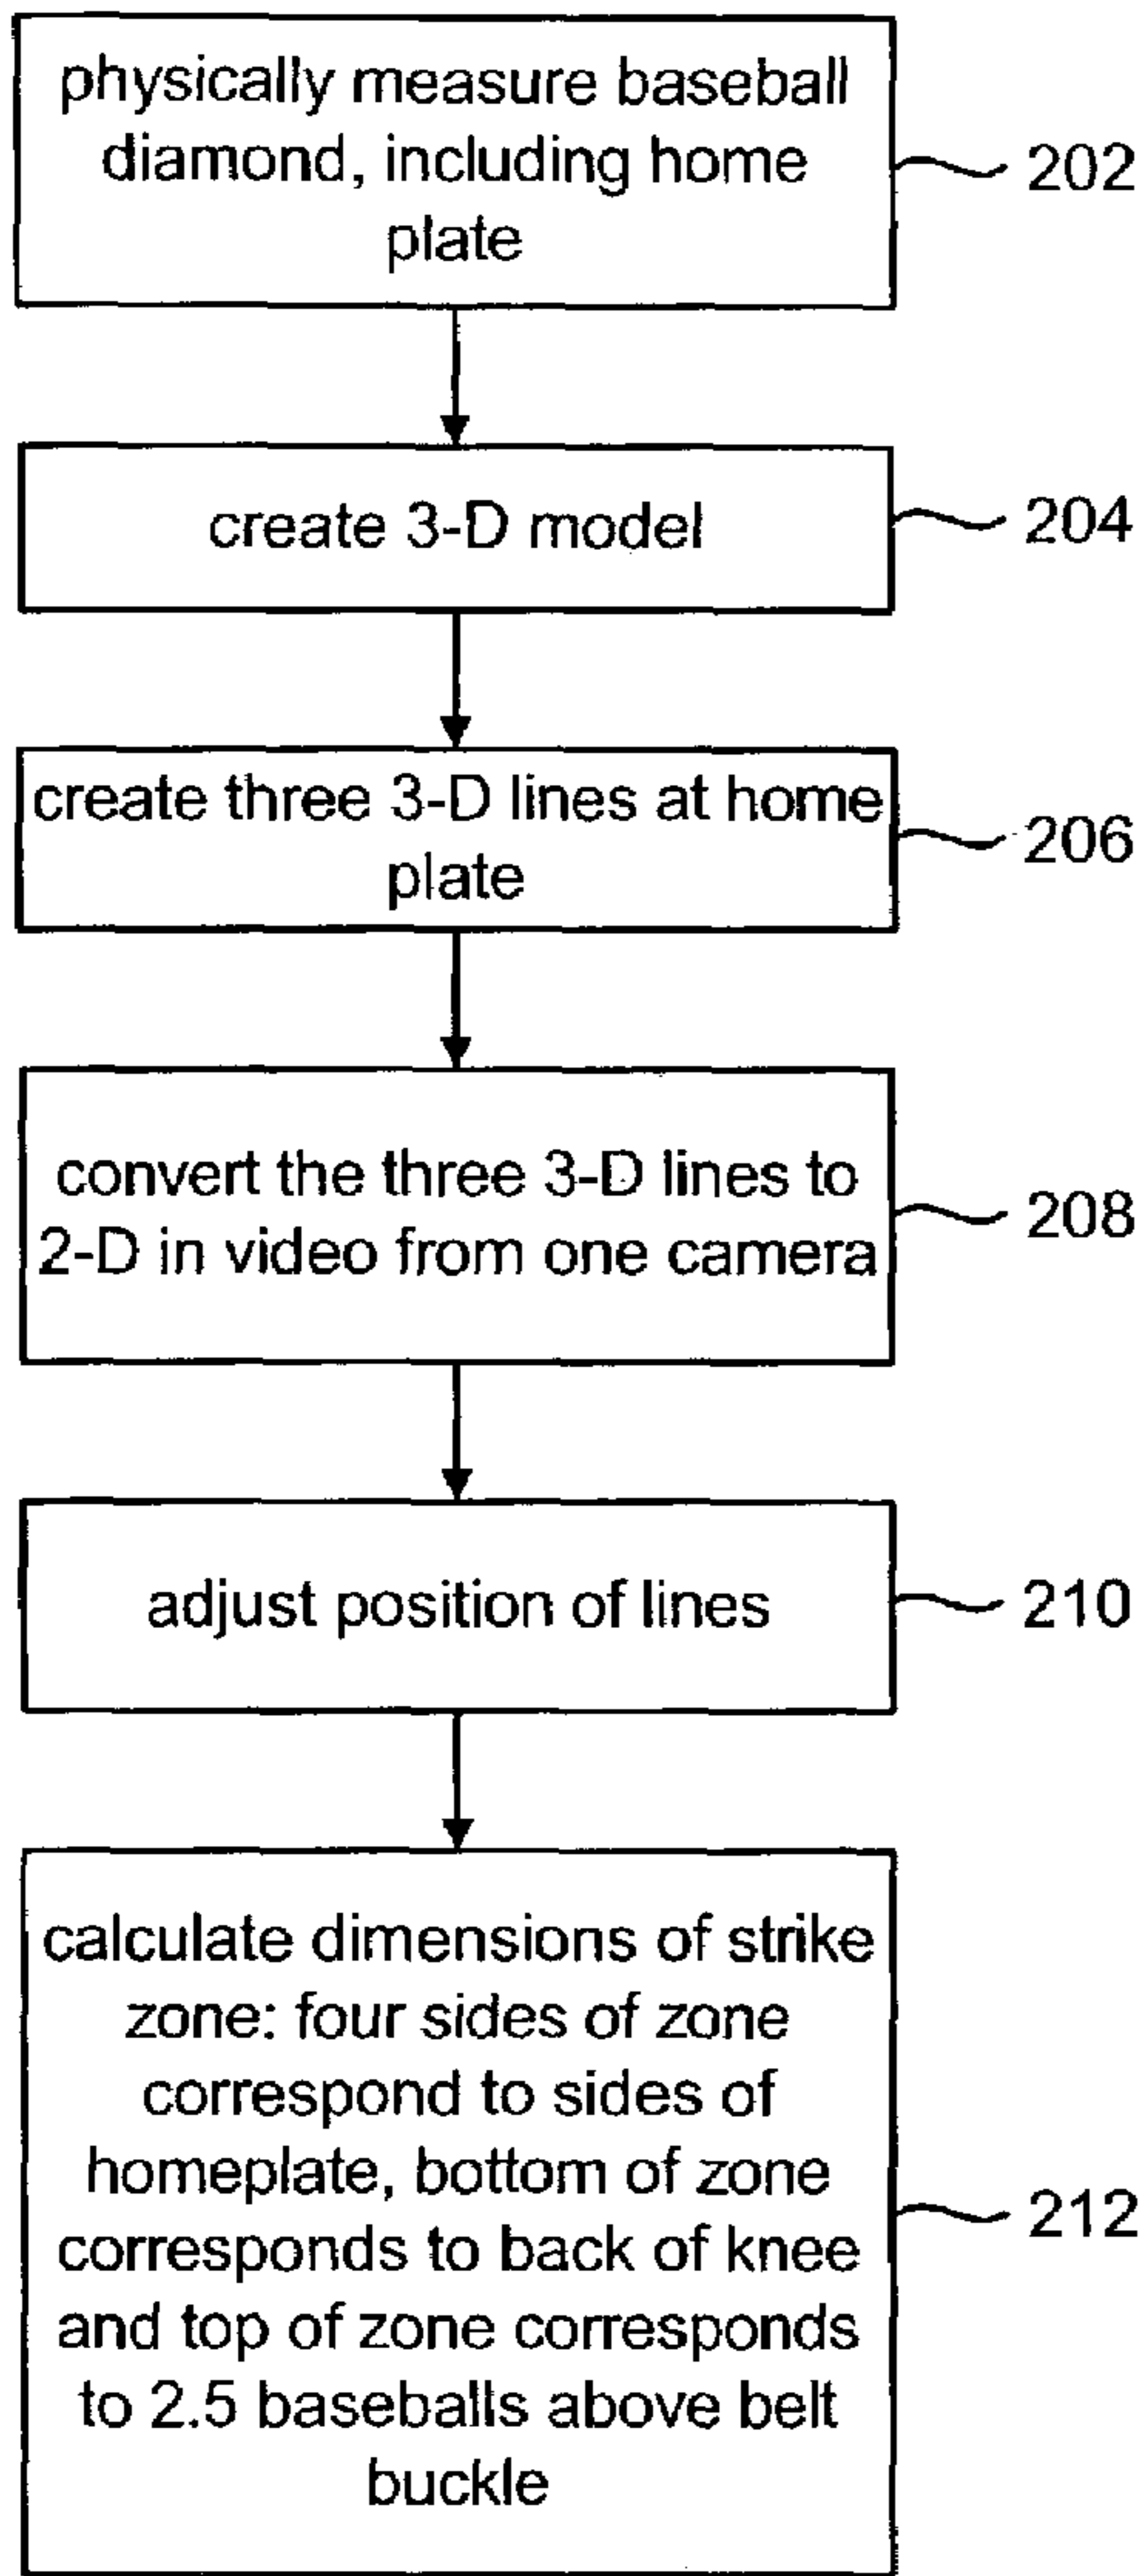 physically measure baseball
diamond, including home
plate
202
create 3-D model
204
create three 3-D lines at home
plate
206
convert the three 3-D lines to
2-D in video from one camera
208
adjust position of lines
210
calculate dimensions of strike
zone: four sides of zone
correspond to sides of
homeplate, bottom of zone
corresponds to back of knee
and top of zone corresponds
to 2.5 baseballs above belt
buckle
212